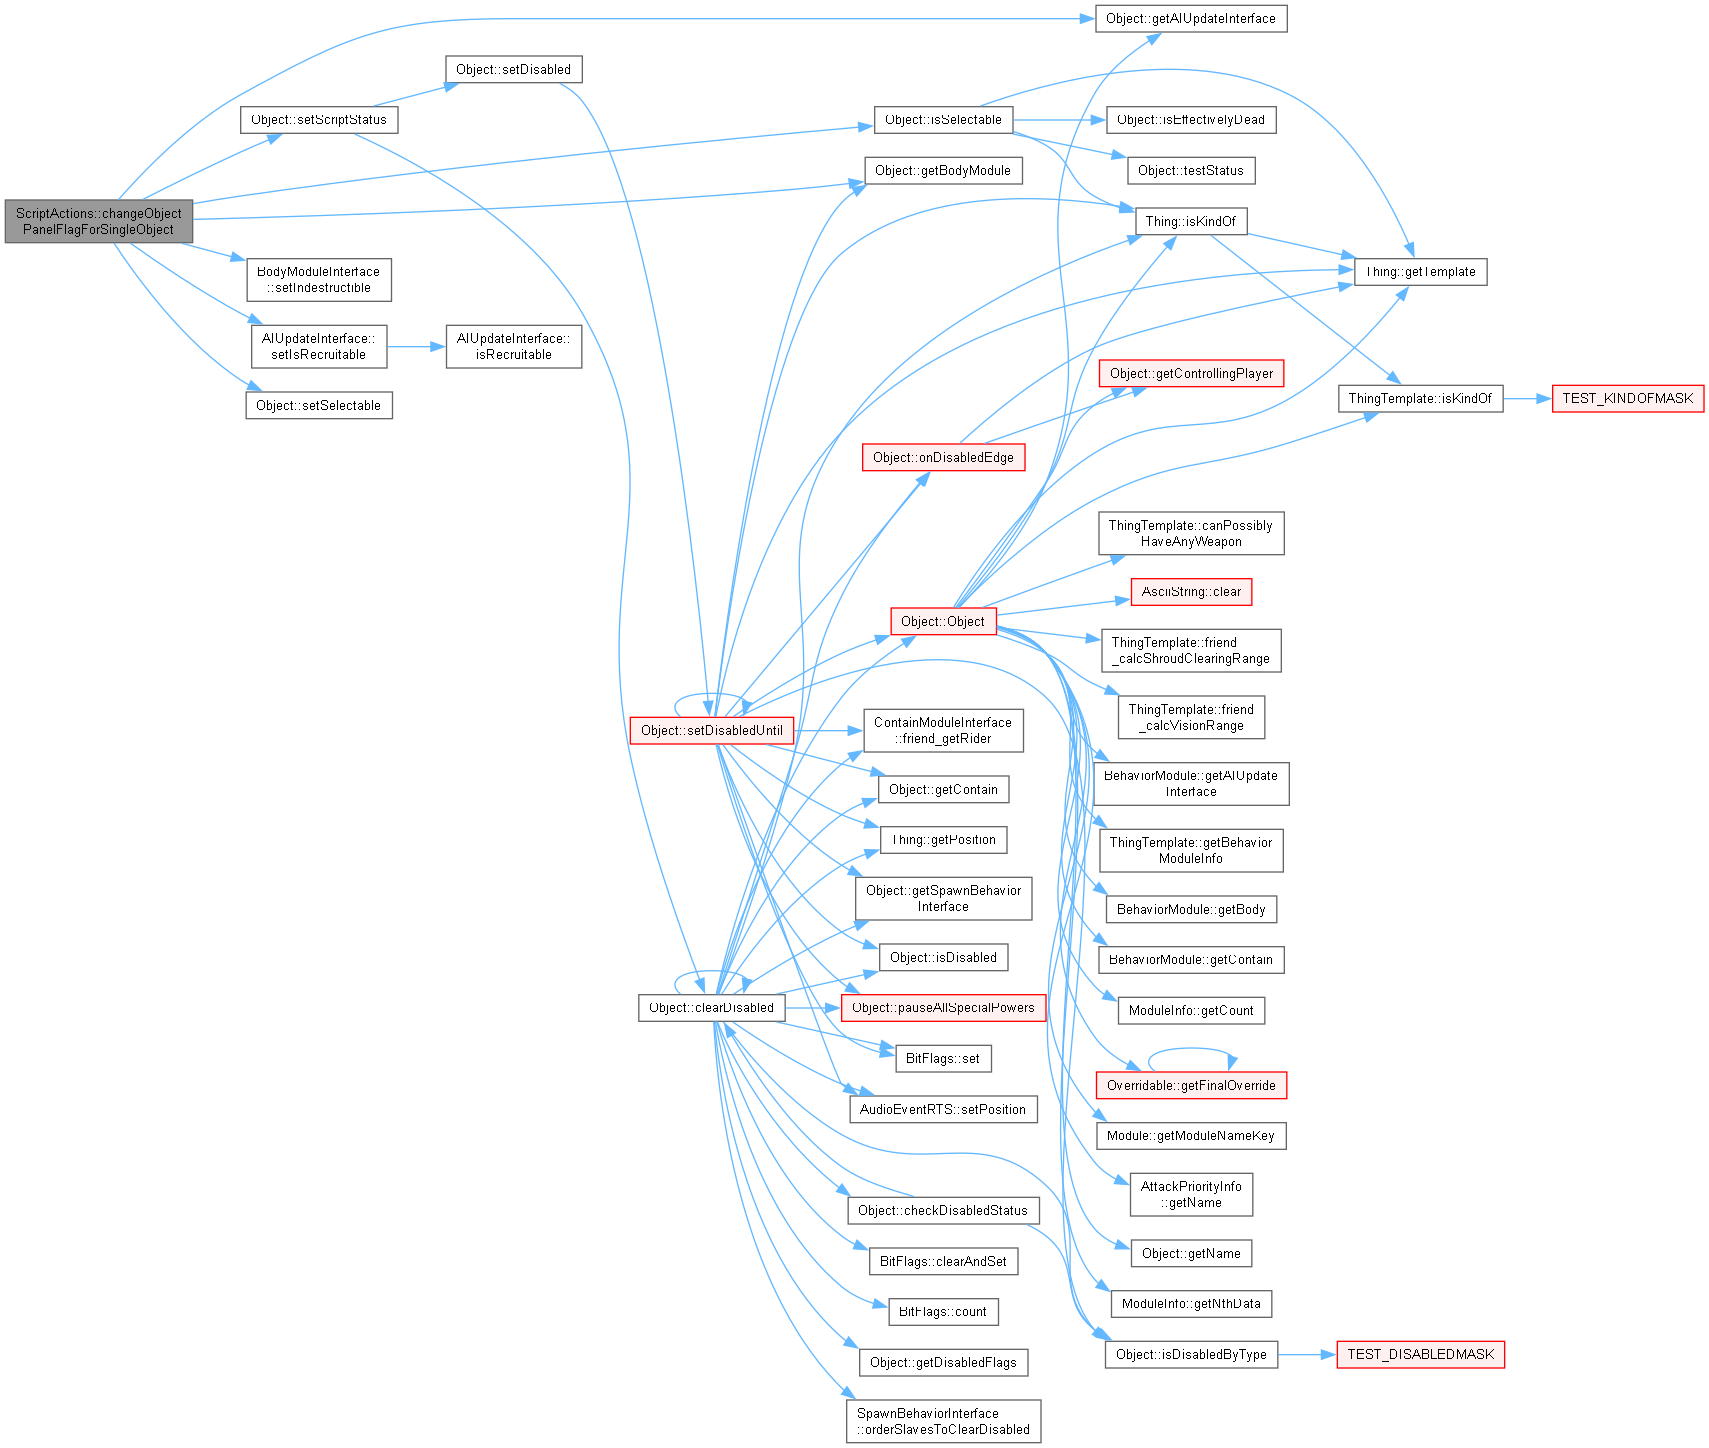 ScriptActions::changeObject
PanelFlagForSingleObject
Object::setScriptStatus
Object::setDisabled
BodyModuleInterface
::setIndestructible
AIUpdateInterface::
setIsRecruitable
AIUpdateInterface::
isRecruitable
Object::setSelectable
Object::setDisabledUntil
Object::clearDisabled
Object::isSelectable
Object::getBodyModule
Object::onDisabledEdge
Object::Object
ContainModuleInterface
::friend_getRider
Object::getContain
Thing::getPosition
Object::getSpawnBehavior
Interface
Object::isDisabled
Object::pauseAllSpecialPowers
BitFlags::set
AudioEventRTS::setPosition
Object::checkDisabledStatus
BitFlags::clearAndSet
BitFlags::count
Object::getDisabledFlags
SpawnBehaviorInterface
::orderSlavesToClearDisabled
Object::getAIUpdateInterface
Object::isEffectivelyDead
Object::testStatus
Thing::isKindOf
Thing::getTemplate
Object::getControllingPlayer
ThingTemplate::isKindOf
TEST_KINDOFMASK
ThingTemplate::canPossibly
HaveAnyWeapon
AsciiString::clear
ThingTemplate::friend
_calcShroudClearingRange
ThingTemplate::friend
_calcVisionRange
BehaviorModule::getAIUpdate
Interface
ThingTemplate::getBehavior
ModuleInfo
BehaviorModule::getBody
BehaviorModule::getContain
ModuleInfo::getCount
Overridable::getFinalOverride
Module::getModuleNameKey
AttackPriorityInfo
::getName
Object::getName
ModuleInfo::getNthData
Object::isDisabledByType
TEST_DISABLEDMASK